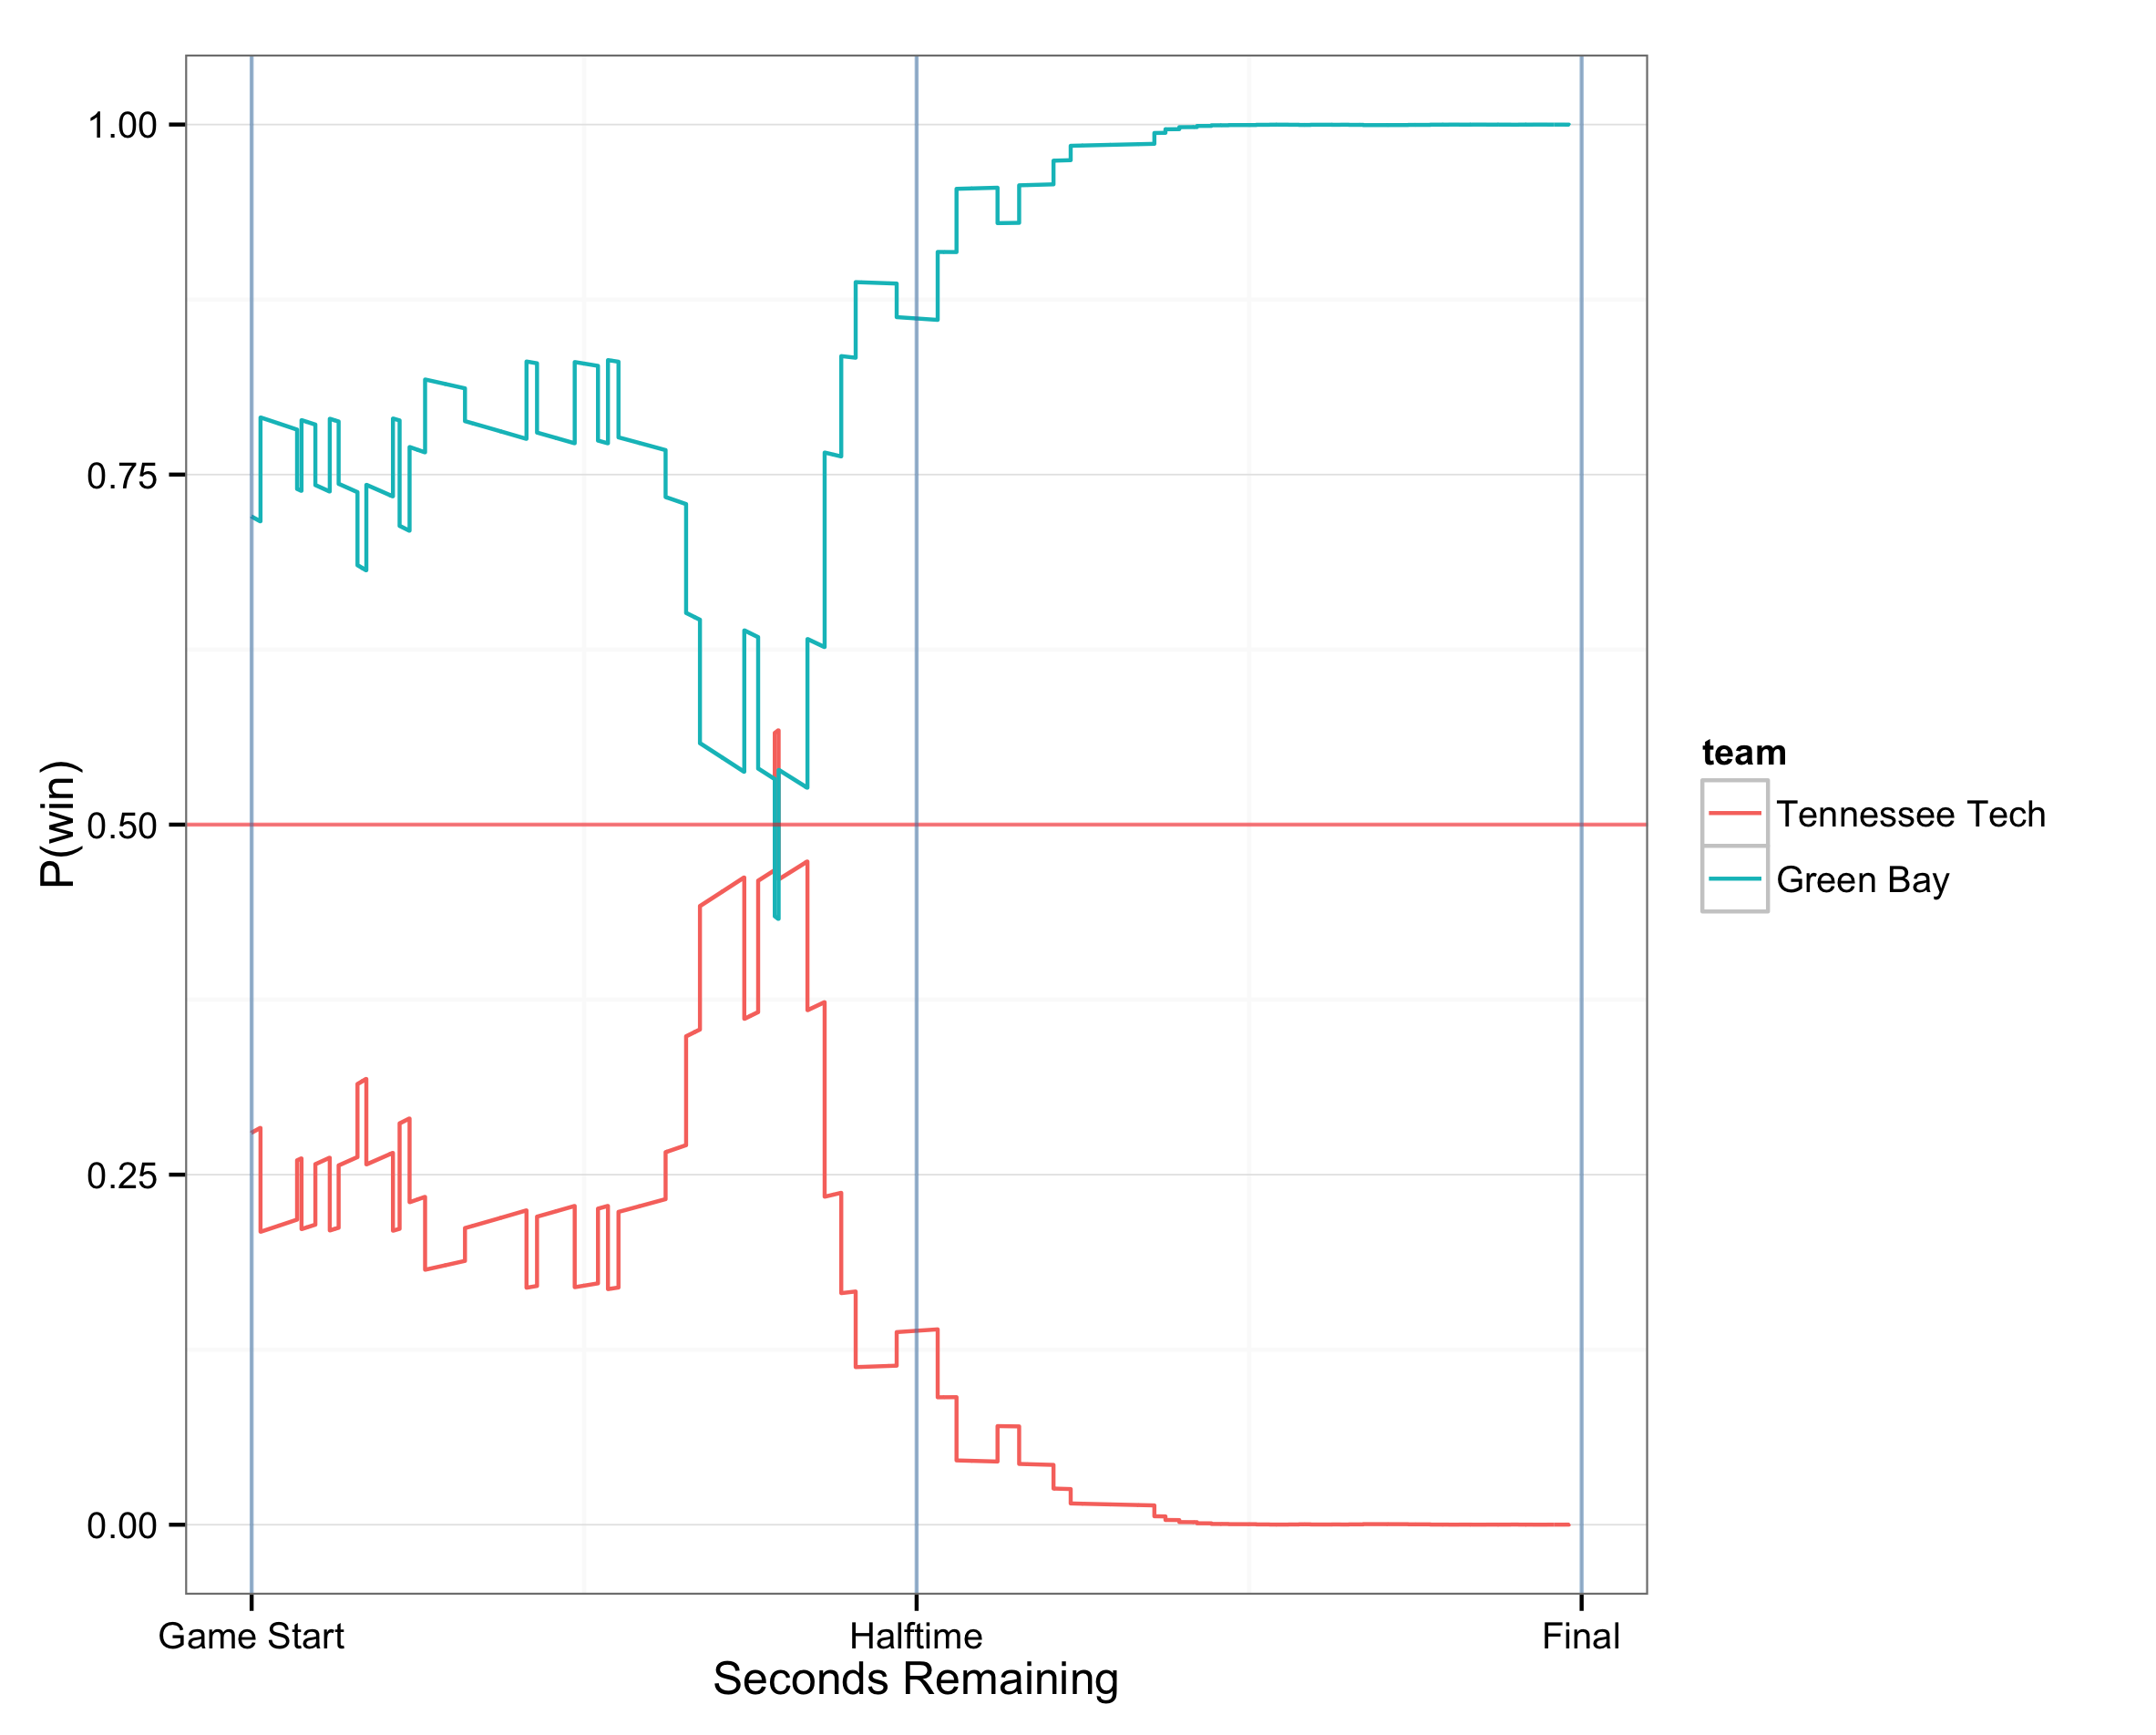 1.00
0.75
0.50
0.25
0.00
P(win)
Game Start
Halftime
Final
Seconds Remaining
team
Tennessee Tech
Green Bay